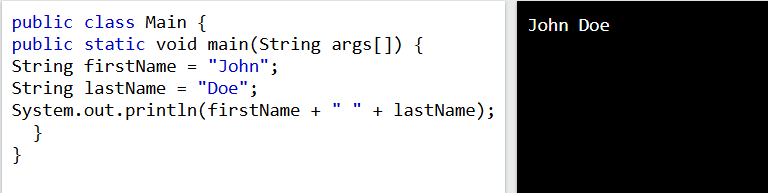 public class Main {
public static void main(String args[]) {
String firstName = "John";
String lastName = "Doe";
System.out.println(firstName + " " + lastName);
  }
}
John Doe